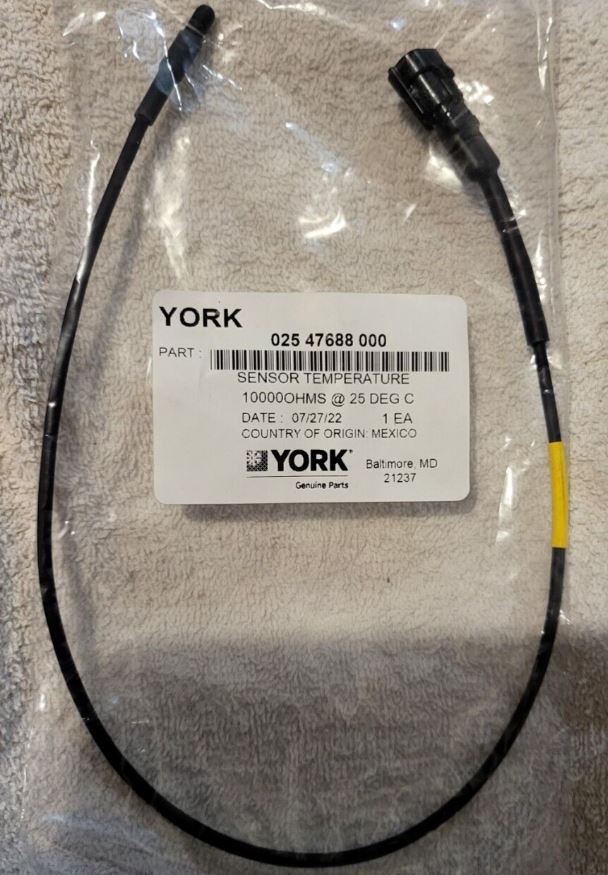 YORK
025 47688 000
PART :
SENSOR TEMPERATURE
10000OHMS @ 25 DEG C
DATE : 07/27/22 1 EA
COUNTRY OF ORIGIN: MEXICO
YORK®
Genuine Parts
Baltimore, MD
21237